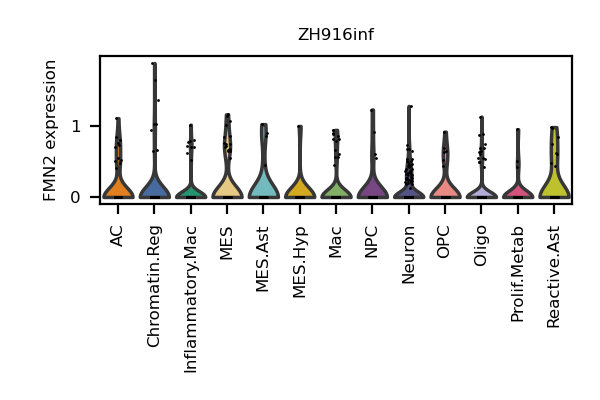 ZH916inf
FMN2 expression
1
0
AC
Chromatin.Reg
Inflammatory.Mac
MES
MES.Ast
MES.Hyp
Mac
NPC
Neuron
OPC
Oligo
Prolif.Metab
Reactive.Ast